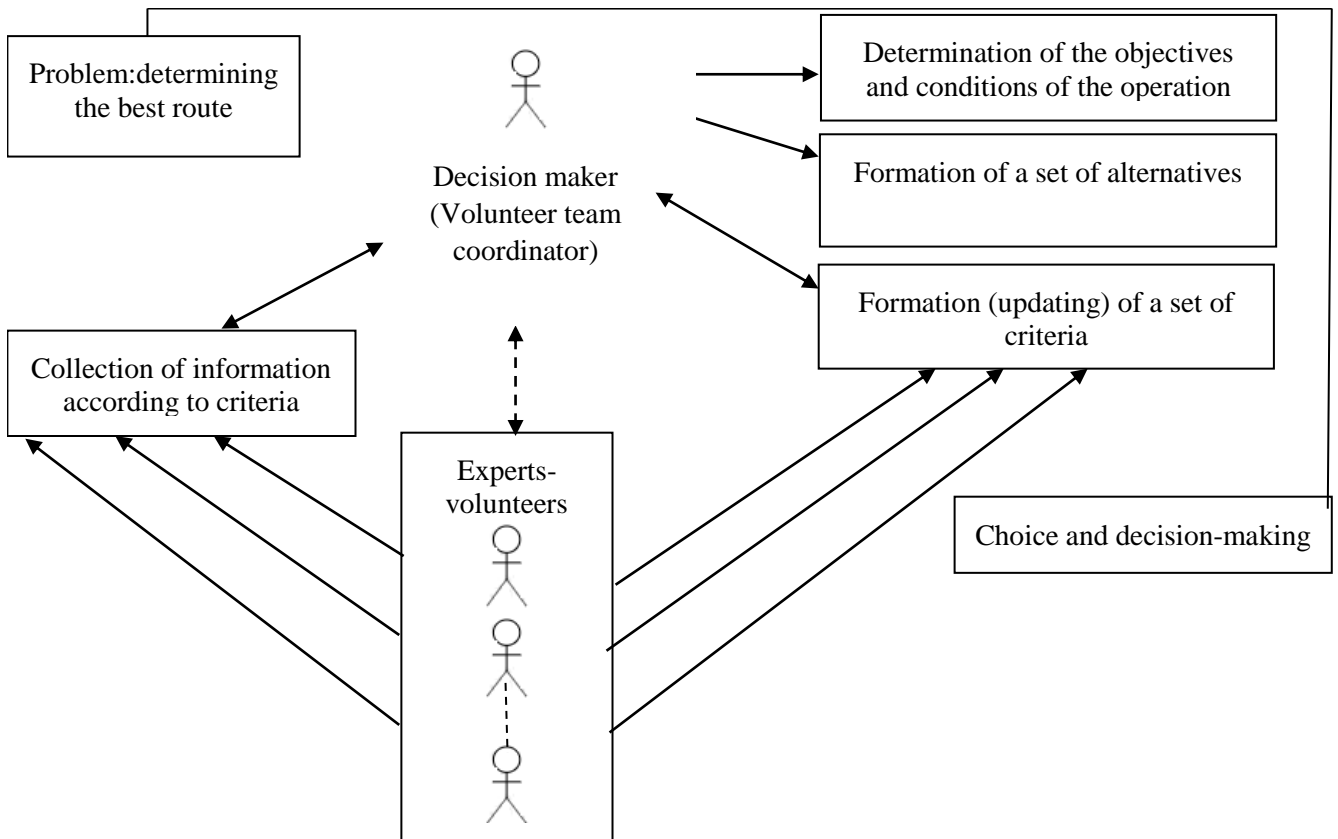 Problem:determining
the best route
Decision maker
(Volunteer team
coordinator)
Determination of the objectives
and conditions of the operation
Formation of a set of alternatives
Formation (updating) of a set of
criteria
Collection of information
according to criteria
Experts-
volunteers
Choice and decision-making